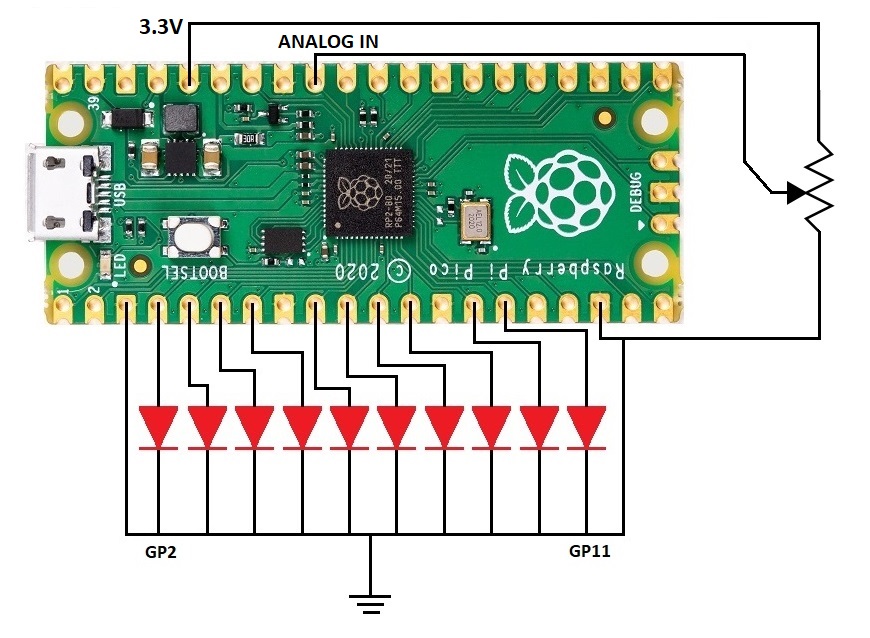 3.3V
ANALOG IN
39
USB
DEBUG
RP2-B0 20/21
P64M15.00 TTT
LED
BOOTSEL
2020
©
Raspberry Pi Pico
1
2
GP2
GP11